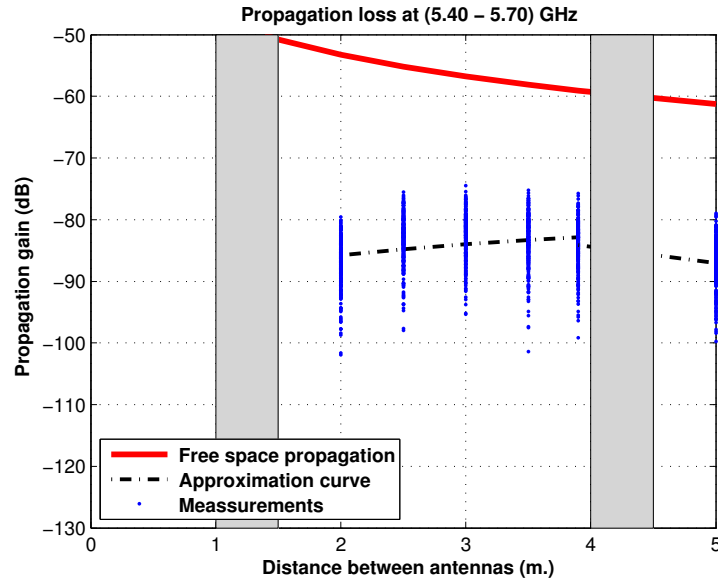 Propagation loss at (5.40 − 5.70) GHz
Propagation gain (dB)
−50
−60
−70
−80
−90
−100
−110
−120
−130
Free space propagation
Approximation curve
Meassurements
0 1 2 3 4 5
Distance between antennas (m.)